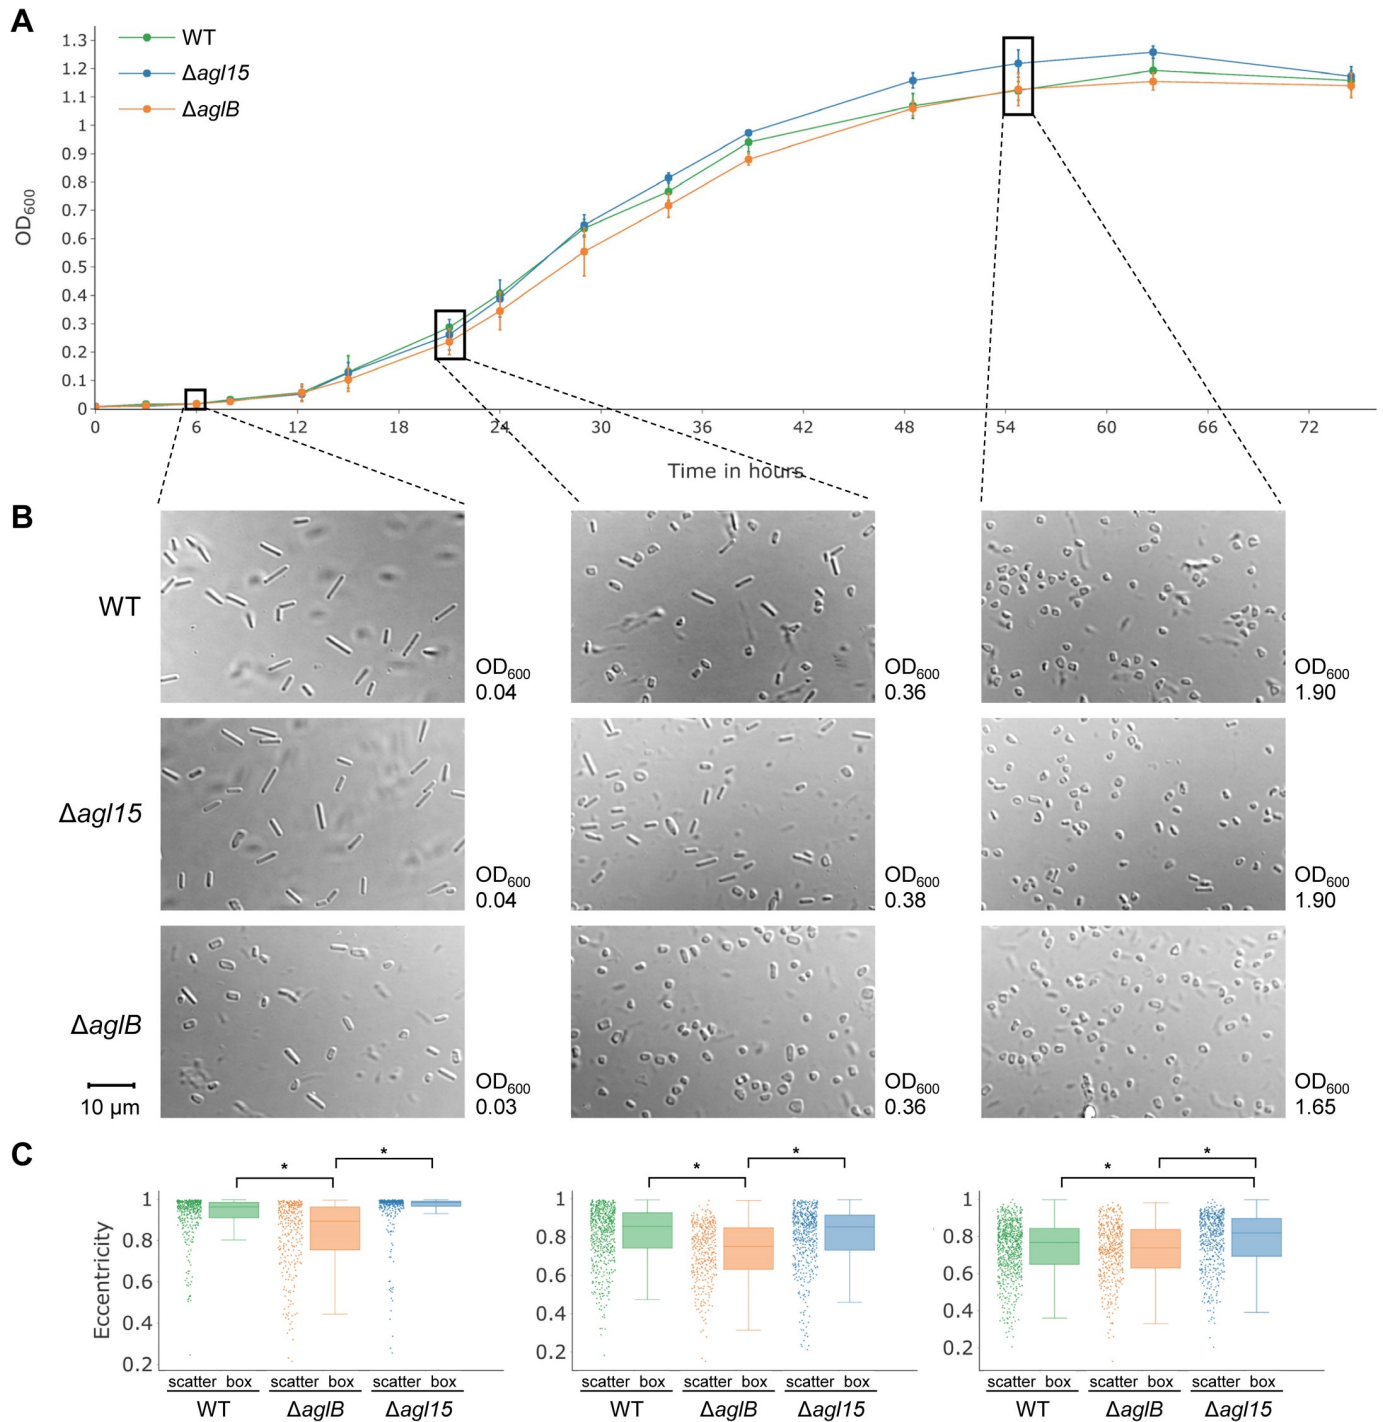 A
1.3
1.2
1.1
1
0.9
0.8
0.7
0.6
0.5
0.4
0.3
0.2
0.1
0
OD600
WT
Δagl15
ΔaglB
0 6 12 18 24 30 36 42 48 54 60 66 72
Time in hours
B
WT
OD600
0.04
OD600
0.36
OD600
1.90
Δagl15
OD600
0.04
OD600
0.38
OD600
1.90
ΔaglB
10 μm
OD600
0.03
OD600
0.36
OD600
1.65
C
Eccentricity
* *
1
0.8
0.6
0.4
0.2
scatter box scatter box scatter box
WT ΔaglB Δagl15
* *
1
0.8
0.6
0.4
0.2
scatter box scatter box scatter box
WT ΔaglB Δagl15
* *
1
0.8
0.6
0.4
0.2
scatter box scatter box scatter box
WT ΔaglB Δagl15